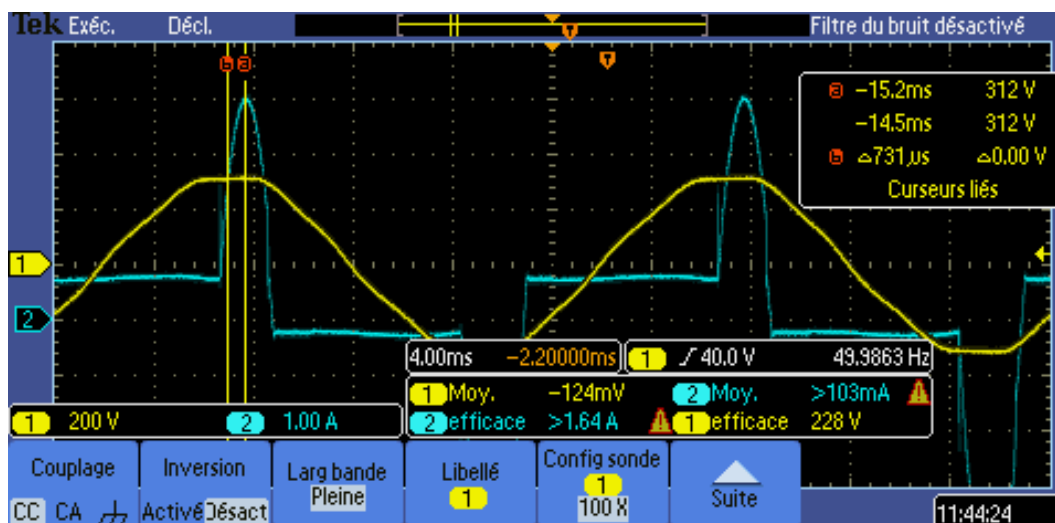 Tek Exéc. Décl. Filtre du bruit désactivé
T
T
b a
a -15.2ms 312 V
-14.5ms 312 V
b △731µs △0.00 V
Curseurs liés
1
2
4.00ms -2.20000ms 1 40.0 V 49.9863 Hz
1 Moy. -124mV 2 Moy. >103mA
1 200 V 2 1.00 A 2 efficace >1.64 A 1 efficace 228 V
Couplage
CC CA
Inversion
Activé Désact
Larg bande
Pleine
Libellé
1
Config sonde
1
100 X
Suite
11:44:24